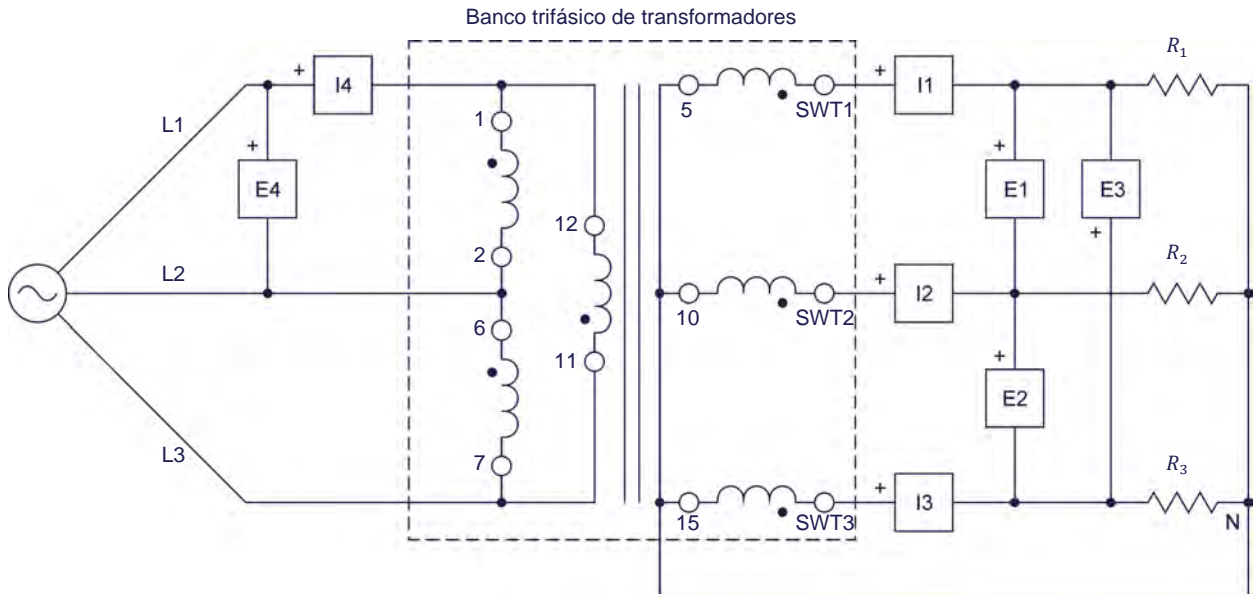 Banco trifásico de transformadores
R1
+ I4
+ I1
L1
1
5
SWT1
+ E4
+ E1
E3 +
12
2
R2
L2
10
SWT2
+ I2
6
11
+ E2
7
R3
L3
15
SWT3
+ I3
N